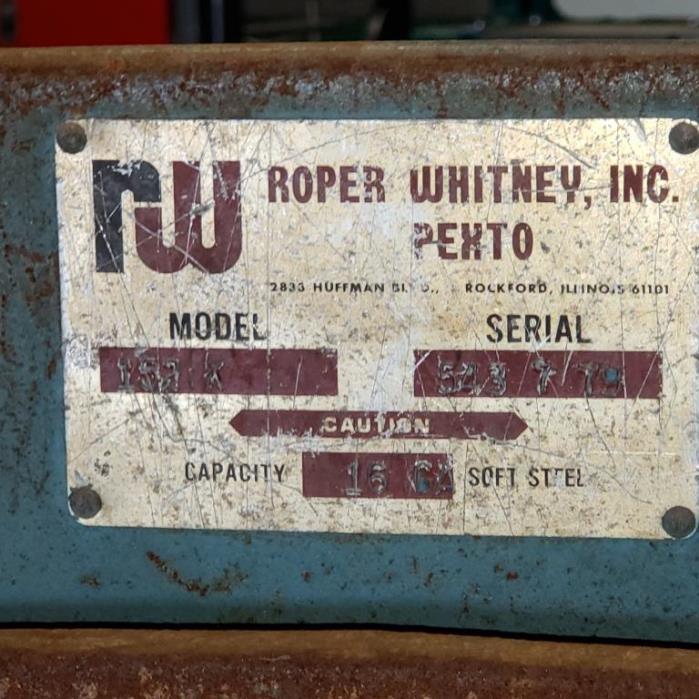 rw
ROPER WHITNEY, INC.
PEXTO
2833 HUFFMAN ROCKFORD, ILLINOIS 61101
MODEL SERIAL
CAUTION
CAPACITY 16 SOFT STEEL